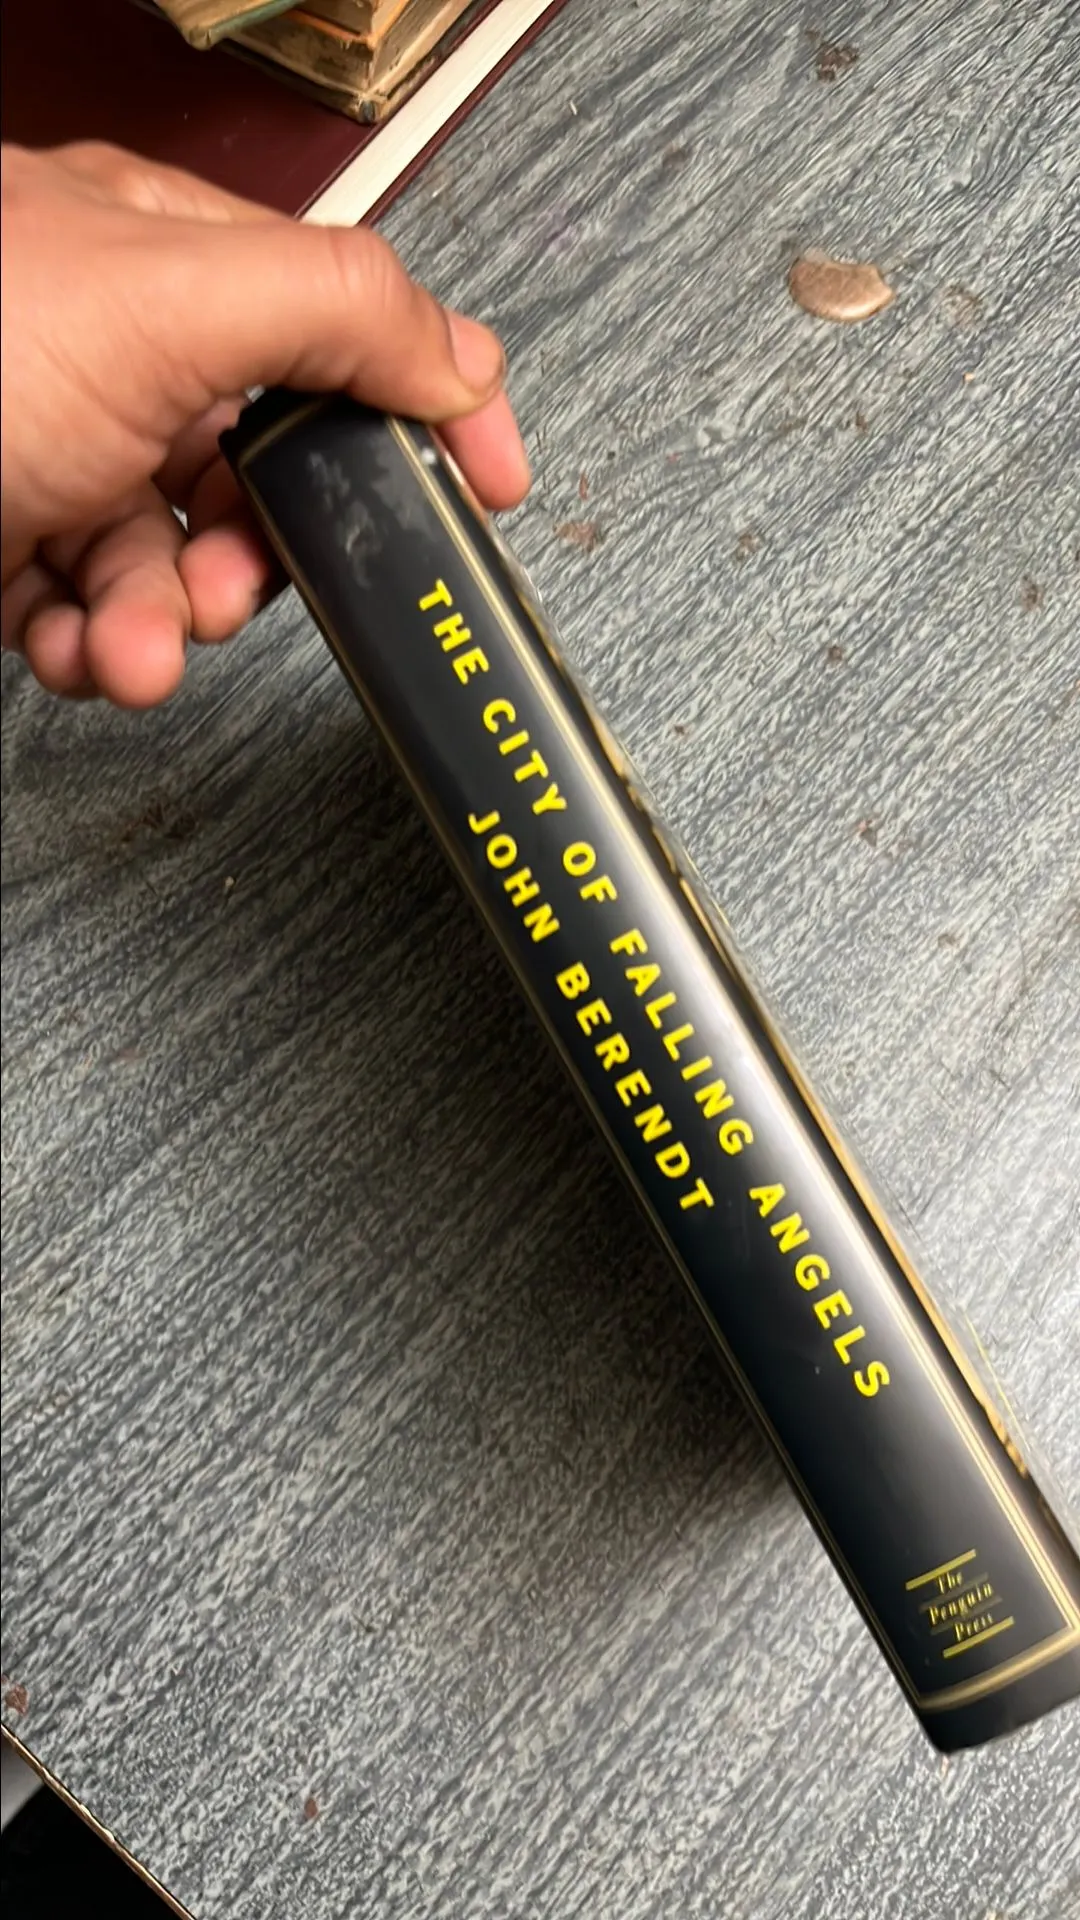 THE CITY OF FALLING ANGELS
JOHN BERENDT
The
Penguin
Press